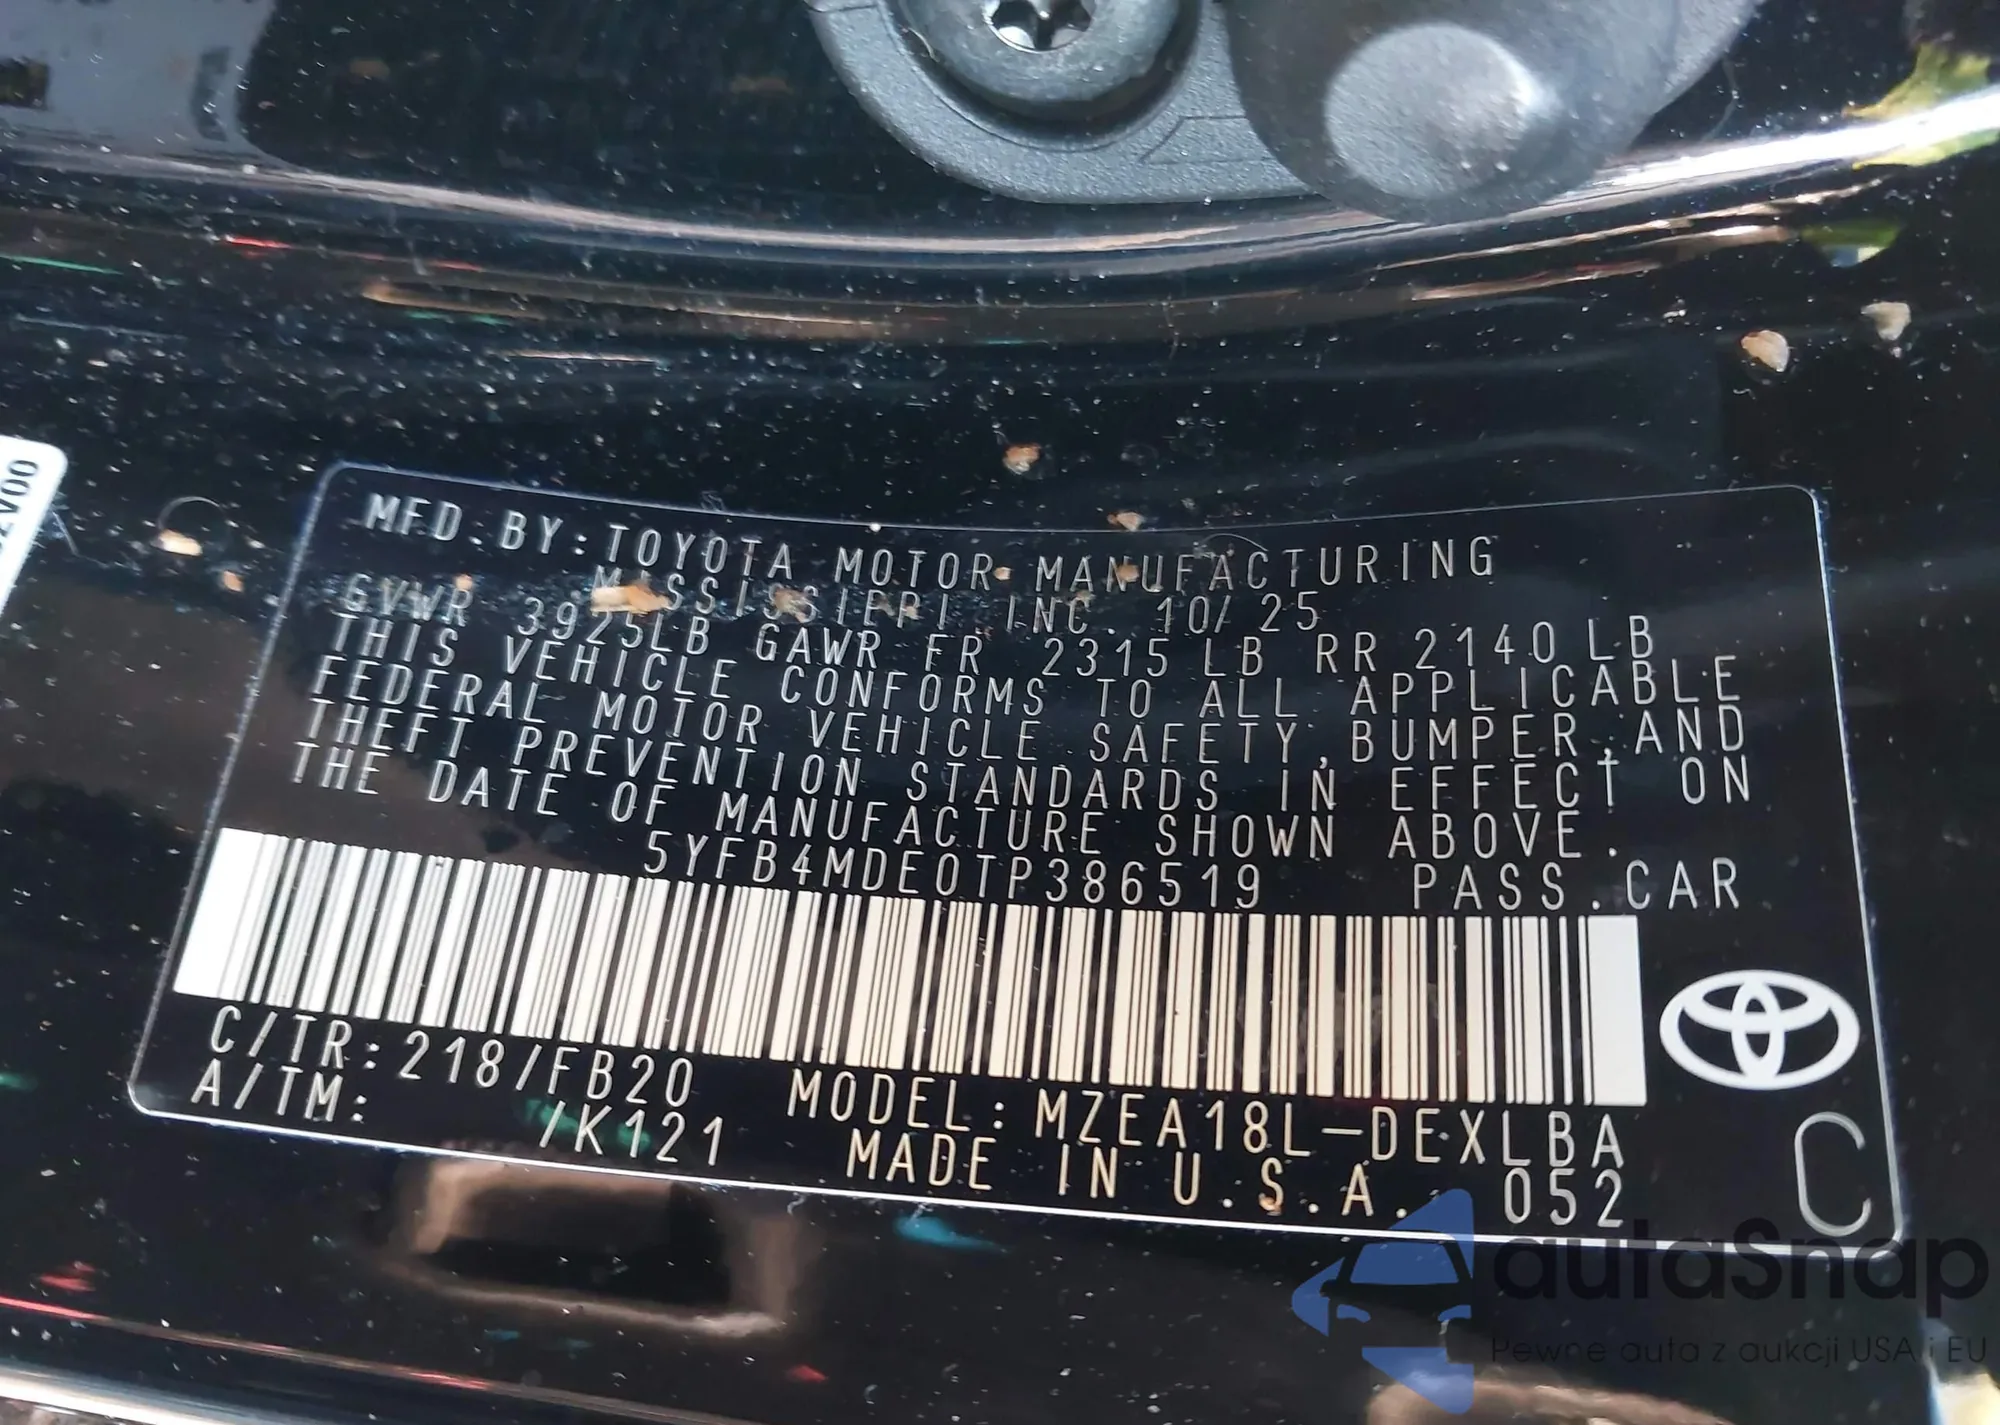 MFD.BY:TOYOTA MOTOR MANUFACTURING
MISSISSIPPI,INC. 10/25
GVWR 3925LB GAWR FR 2315 LB RR 2140 LB
THIS VEHICLE CONFORMS TO ALL APPLICABLE
FEDERAL MOTOR VEHICLE SAFETY,BUMPER,AND
THEFT PREVENTION STANDARDS IN EFFECT ON
THE DATE OF MANUFACTURE SHOWN ABOVE.
5YFB4MDE0TP386519 PASS.CAR
C/TR:218/FB20 MODEL:MZEA18L-DEXLBA
A/TM: /K121 MADE IN U.S.A. 052
C
autaSnap
Pewne auta z aukcji USA i EU